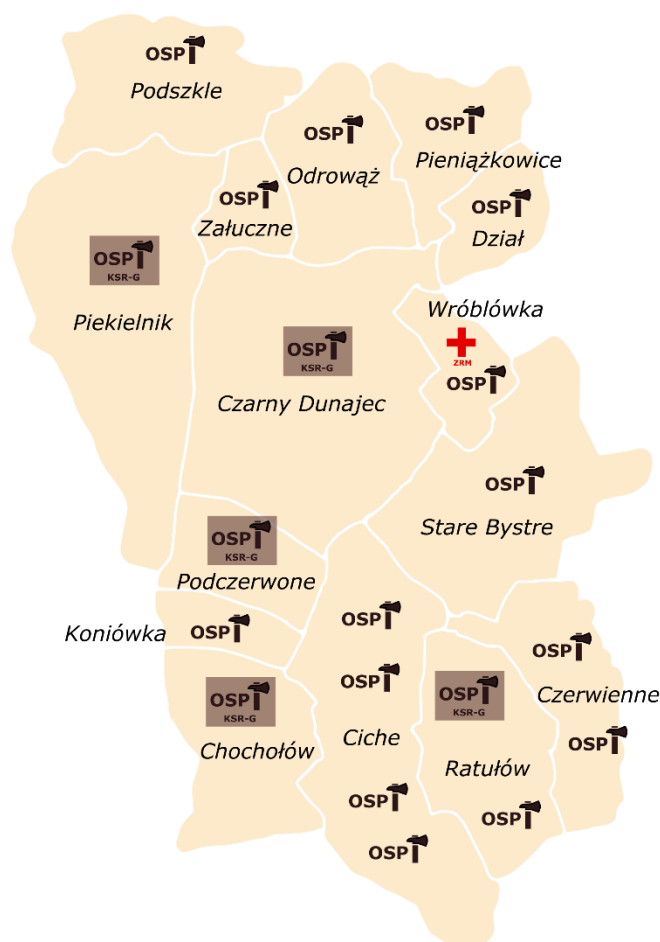 OSP
Podszkle
OSP
Odrowąż
OSP
Pieniążkowice
OSP
Załuczne
OSP
Dział
OSP
KSR-G
Piekielnik
OSP
KSR-G
Czarny Dunajec
Wróblówka
ZRM
OSP
OSP
Stare Bystre
OSP
KSR-G
Podczerwone
Koniówka
OSP
OSP
KSR-G
Chochołów
OSP
OSP
Ciche
OSP
OSP
OSP
KSR-G
Ratułów
OSP
OSP
Czerwienne
OSP